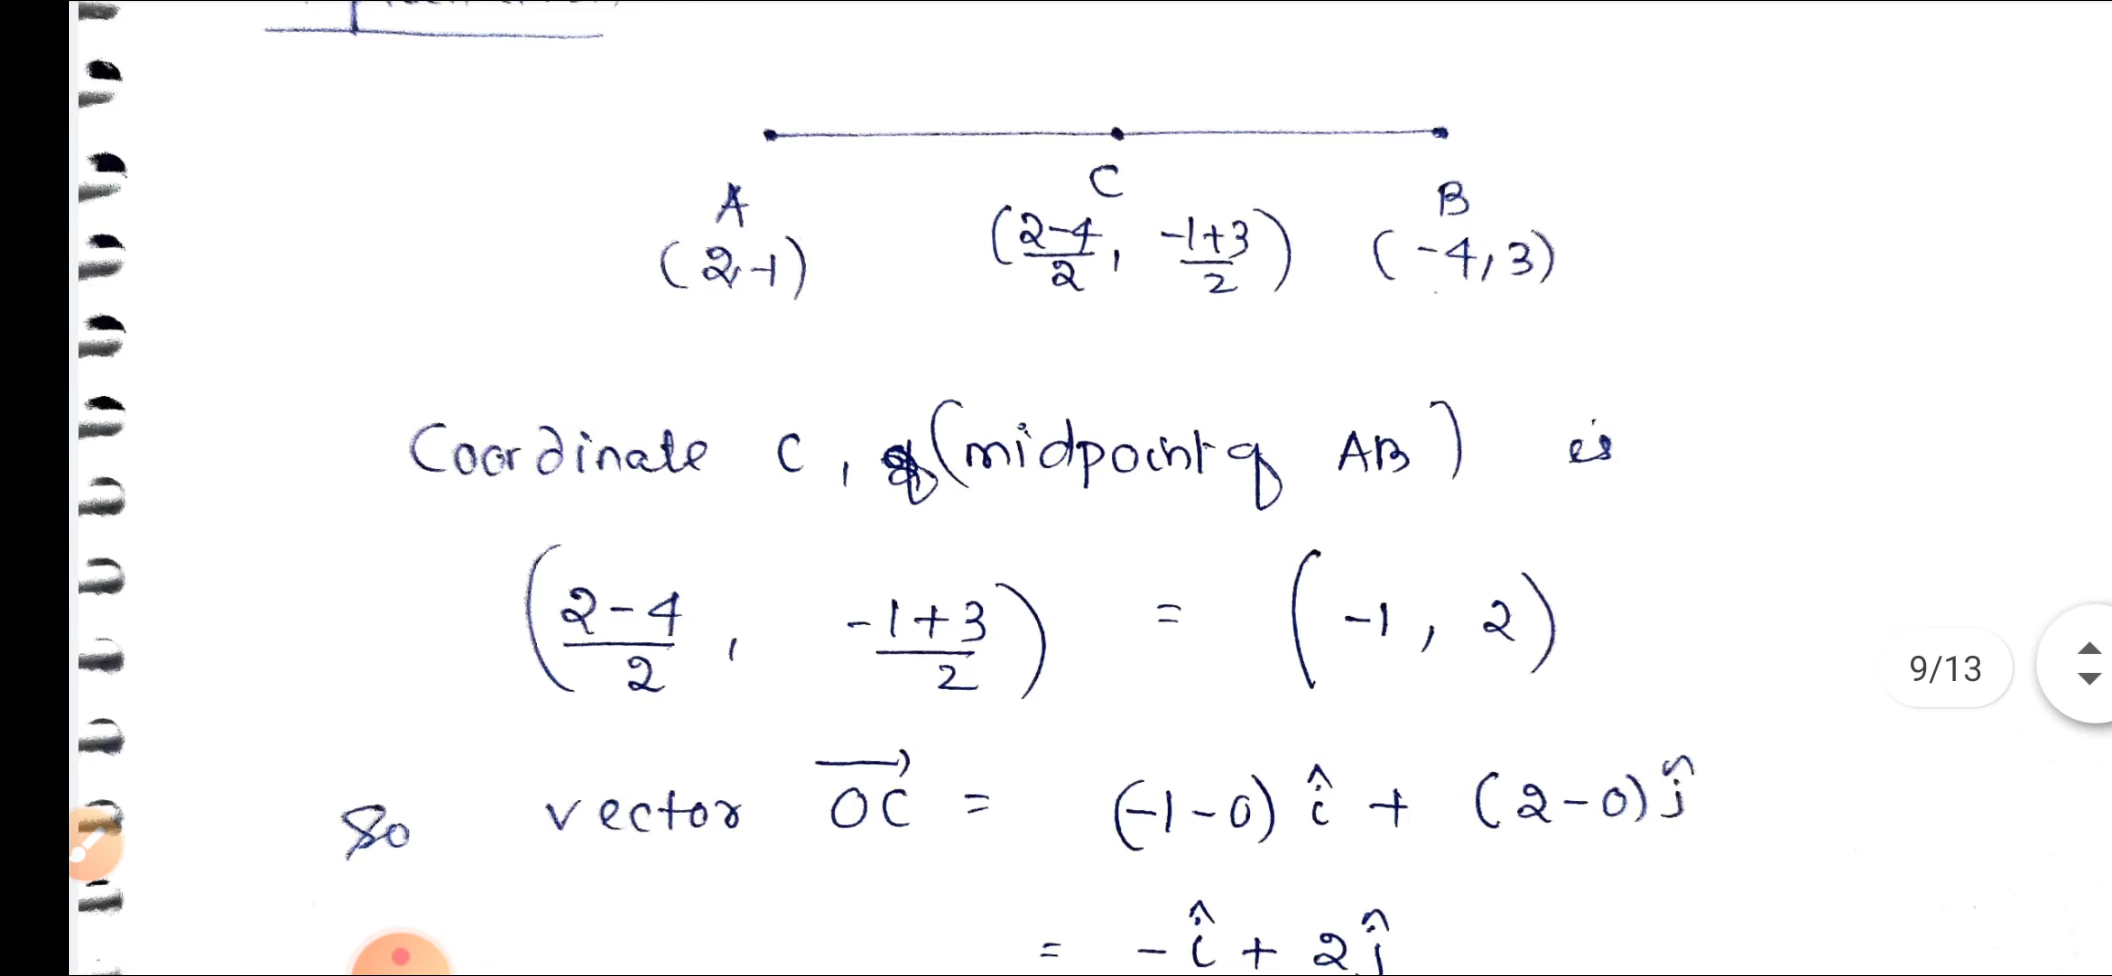 A
(2,-1)
C
(2-4/2, -1+3/2)
B
(-4,3)
Coordinate C, (midpoint of AB) is
(2-4/2, -1+3/2) = (-1, 2)
9/13
So vector OC⃗ = (-1-0) î + (2-0) ĵ
= -î + 2ĵ